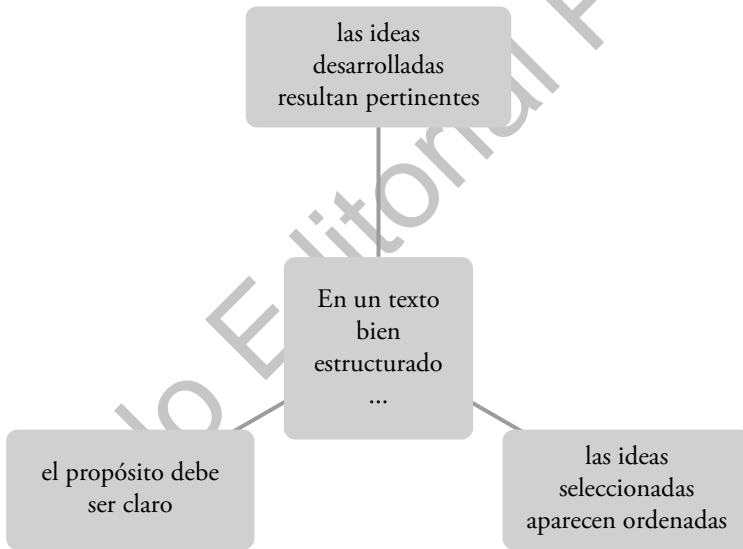 las ideas
desarrolladas
resultan pertinentes
En un texto
bien
estructurado
...
el propósito debe
ser claro
las ideas
seleccionadas
aparecen ordenadas